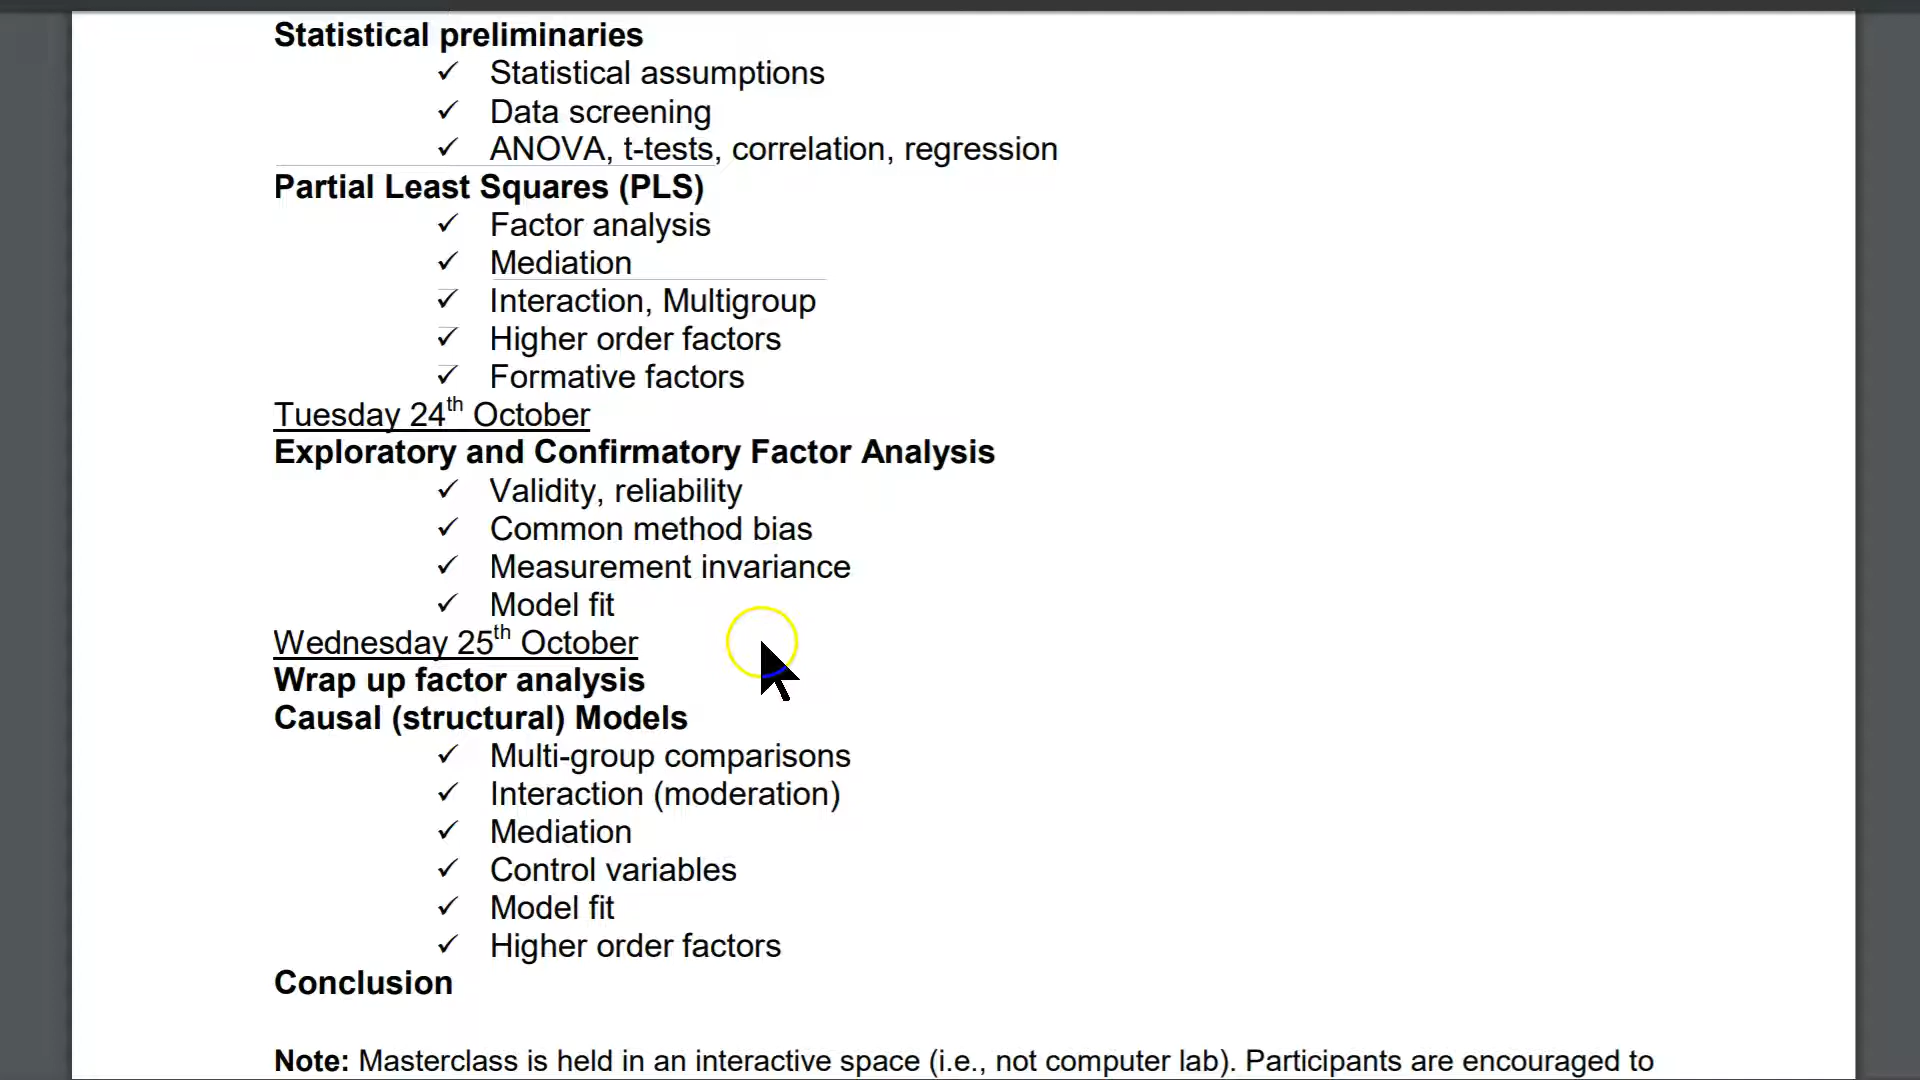 Statistical preliminaries
✓ Statistical assumptions
✓ Data screening
✓ ANOVA, t-tests, correlation, regression
Partial Least Squares (PLS)
✓ Factor analysis
✓ Mediation
✓ Interaction, Multigroup
✓ Higher order factors
✓ Formative factors
Tuesday 24th October
Exploratory and Confirmatory Factor Analysis
✓ Validity, reliability
✓ Common method bias
✓ Measurement invariance
✓ Model fit
Wednesday 25th October
Wrap up factor analysis
Causal (structural) Models
✓ Multi-group comparisons
✓ Interaction (moderation)
✓ Mediation
✓ Control variables
✓ Model fit
✓ Higher order factors
Conclusion
Note: Masterclass is held in an interactive space (i.e., not computer lab). Participants are encouraged to